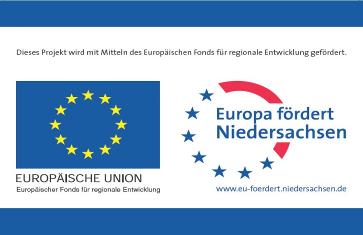 Dieses Projekt wird mit Mitteln des Europäischen Fonds für regionale Entwicklung gefördert.
EUROPÄISCHE UNION
Europäischer Fonds für regionale Entwicklung
Europa fördert
Niedersachsen
www.eu-foerdert.niedersachsen.de